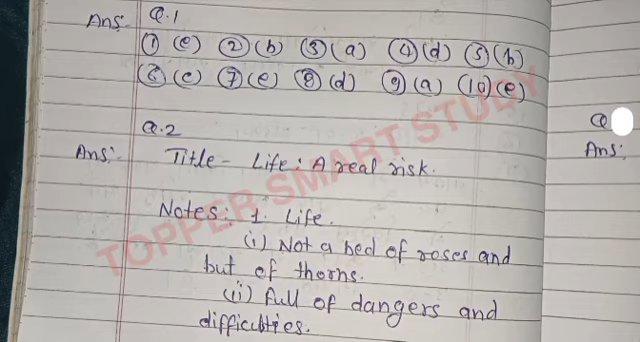 Q.1
Ans:
① (e) ② (b) ③ (a) ④ (d) ⑤ (b)
⑥ (c) ⑦ (e) ⑧ (d) ⑨ (a) (10) (e)
Q.2
Ans:- Title - Life : A real risk.
Notes: 1. Life.
(i) Not a bed of roses and
but of thorns.
(ii) full of dangers and
difficulties.
Q
Ans:
TOPPER SMART STUDY